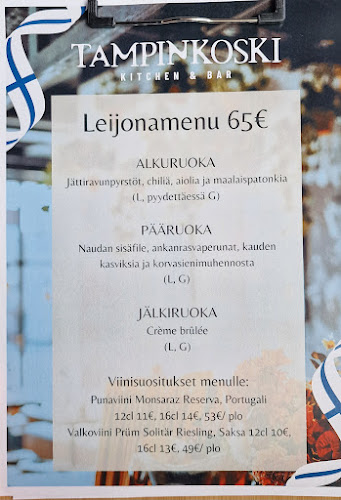 TAMPINKOSKI
KITCHEN & BAR
Leijonamenu 65€
ALKURUOKA
Jättiravunpyrstöt, chiliä, aiolia ja maalaispatonkia
(L, pyydettäessä G)
PÄÄRUOKA
Naudan sisäfile, ankanrasvaperunat, kauden
kasviksia ja korvasienimuhennosta
(L, G)
JÄLKIRUOKA
Crème brûlée
(L, G)
Viinisuositukset menulle:
Punaviini Monsaraz Reserva, Portugali
12cl 11€, 16cl 14€, 53€/ plo
Valkoviini Prüm Solitär Riesling, Saksa 12cl 10€,
16cl 13€, 49€/ plo